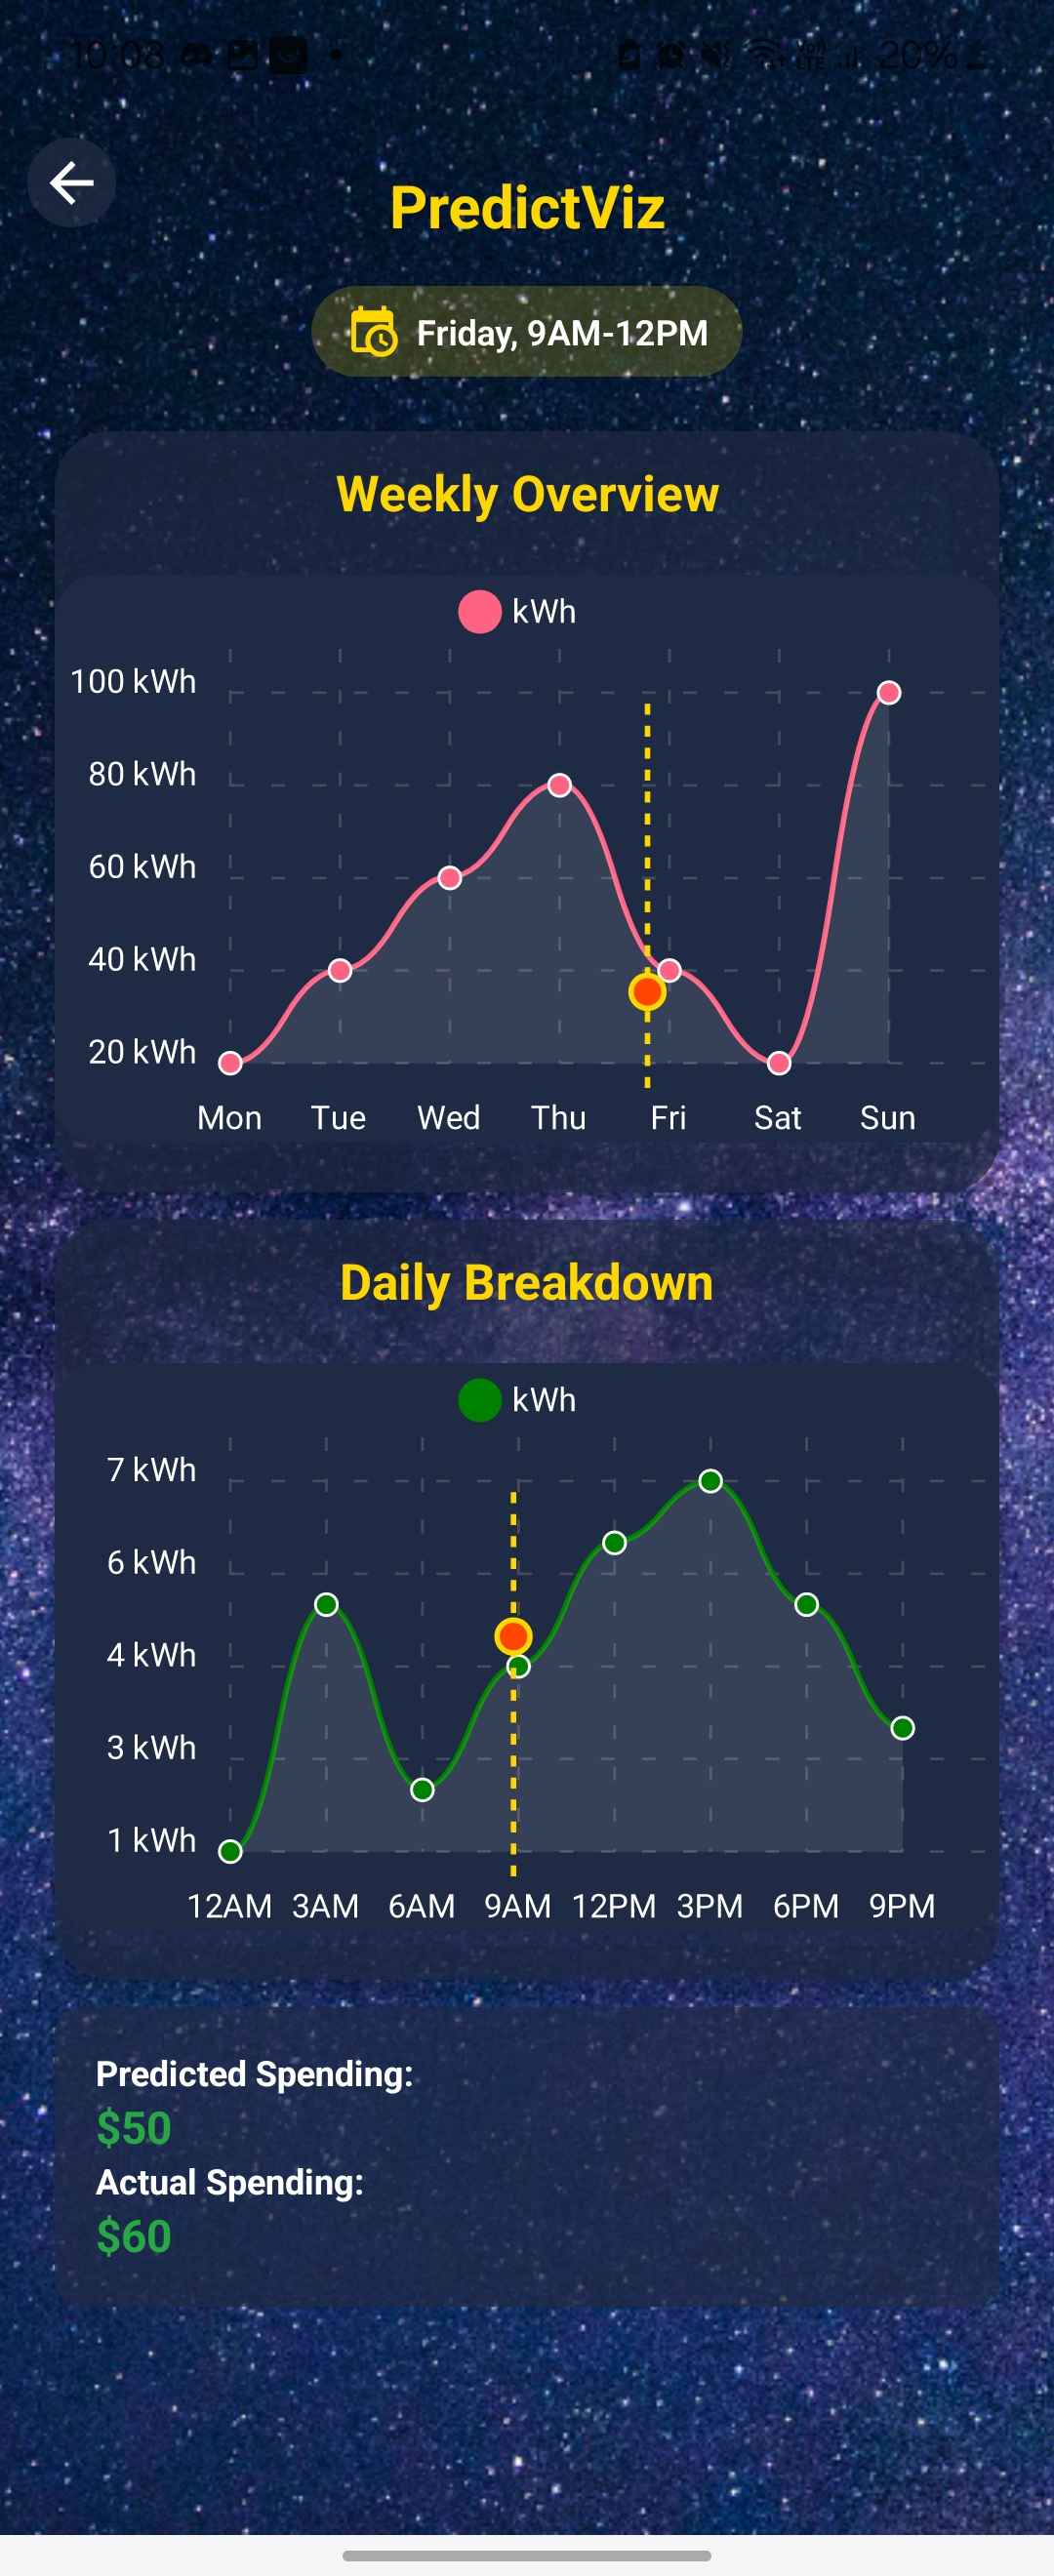 10:03
20%
PredictViz
Friday, 9AM-12PM
Weekly Overview
kWh
100 kWh
80 kWh
60 kWh
40 kWh
20 kWh
Mon Tue Wed Thu Fri Sat Sun
Daily Breakdown
kWh
7 kWh
6 kWh
4 kWh
3 kWh
1 kWh
12AM 3AM 6AM 9AM 12PM 3PM 6PM 9PM
Predicted Spending:
$50
Actual Spending:
$60